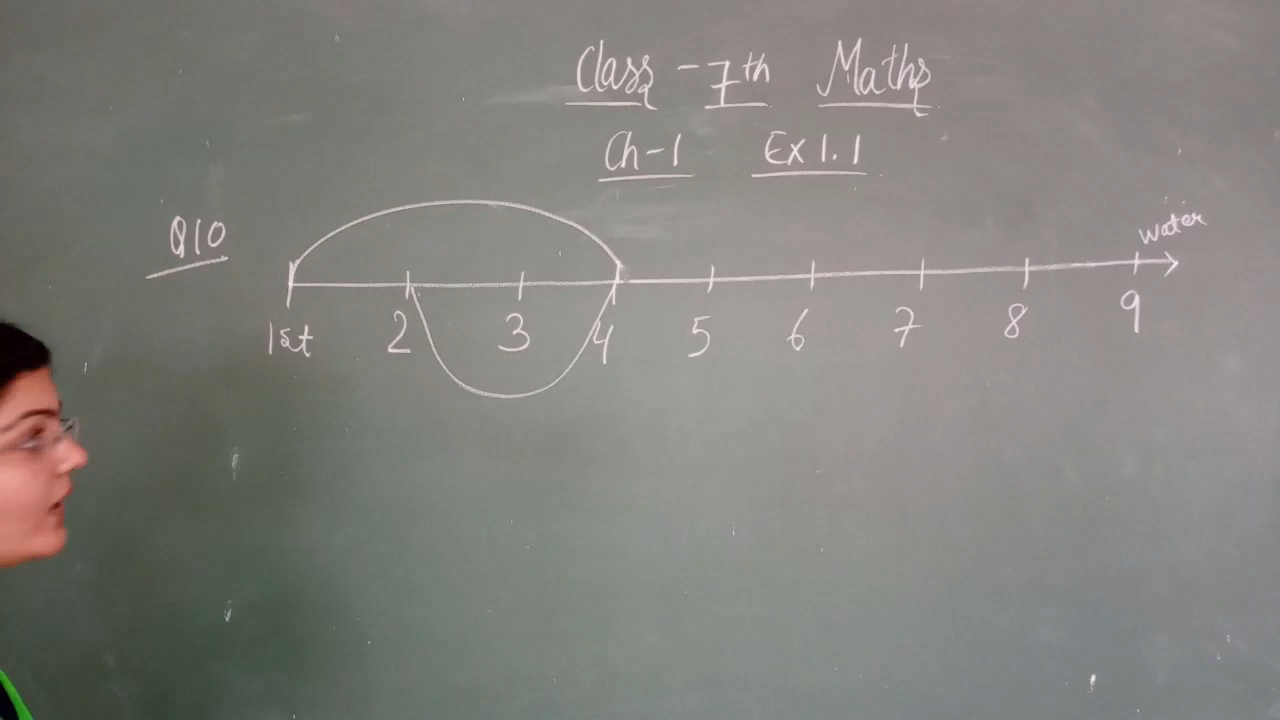 Class - 7th Maths
Ch-1 Ex 1.1
Q10
water
1st 2 3 4 5 6 7 8 9